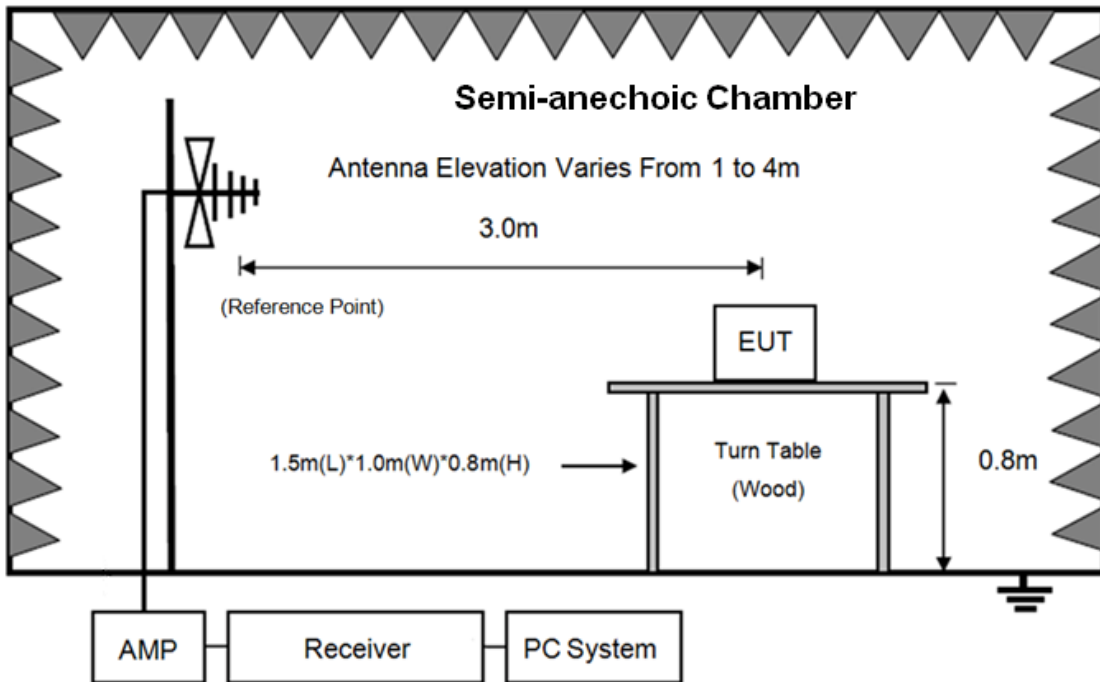 Semi-anechoic Chamber
Antenna Elevation Varies From 1 to 4m
3.0m
(Reference Point)
EUT
1.5m(L)*1.0m(W)*0.8m(H)
Turn Table
(Wood)
0.8m
AMP
Receiver
PC System